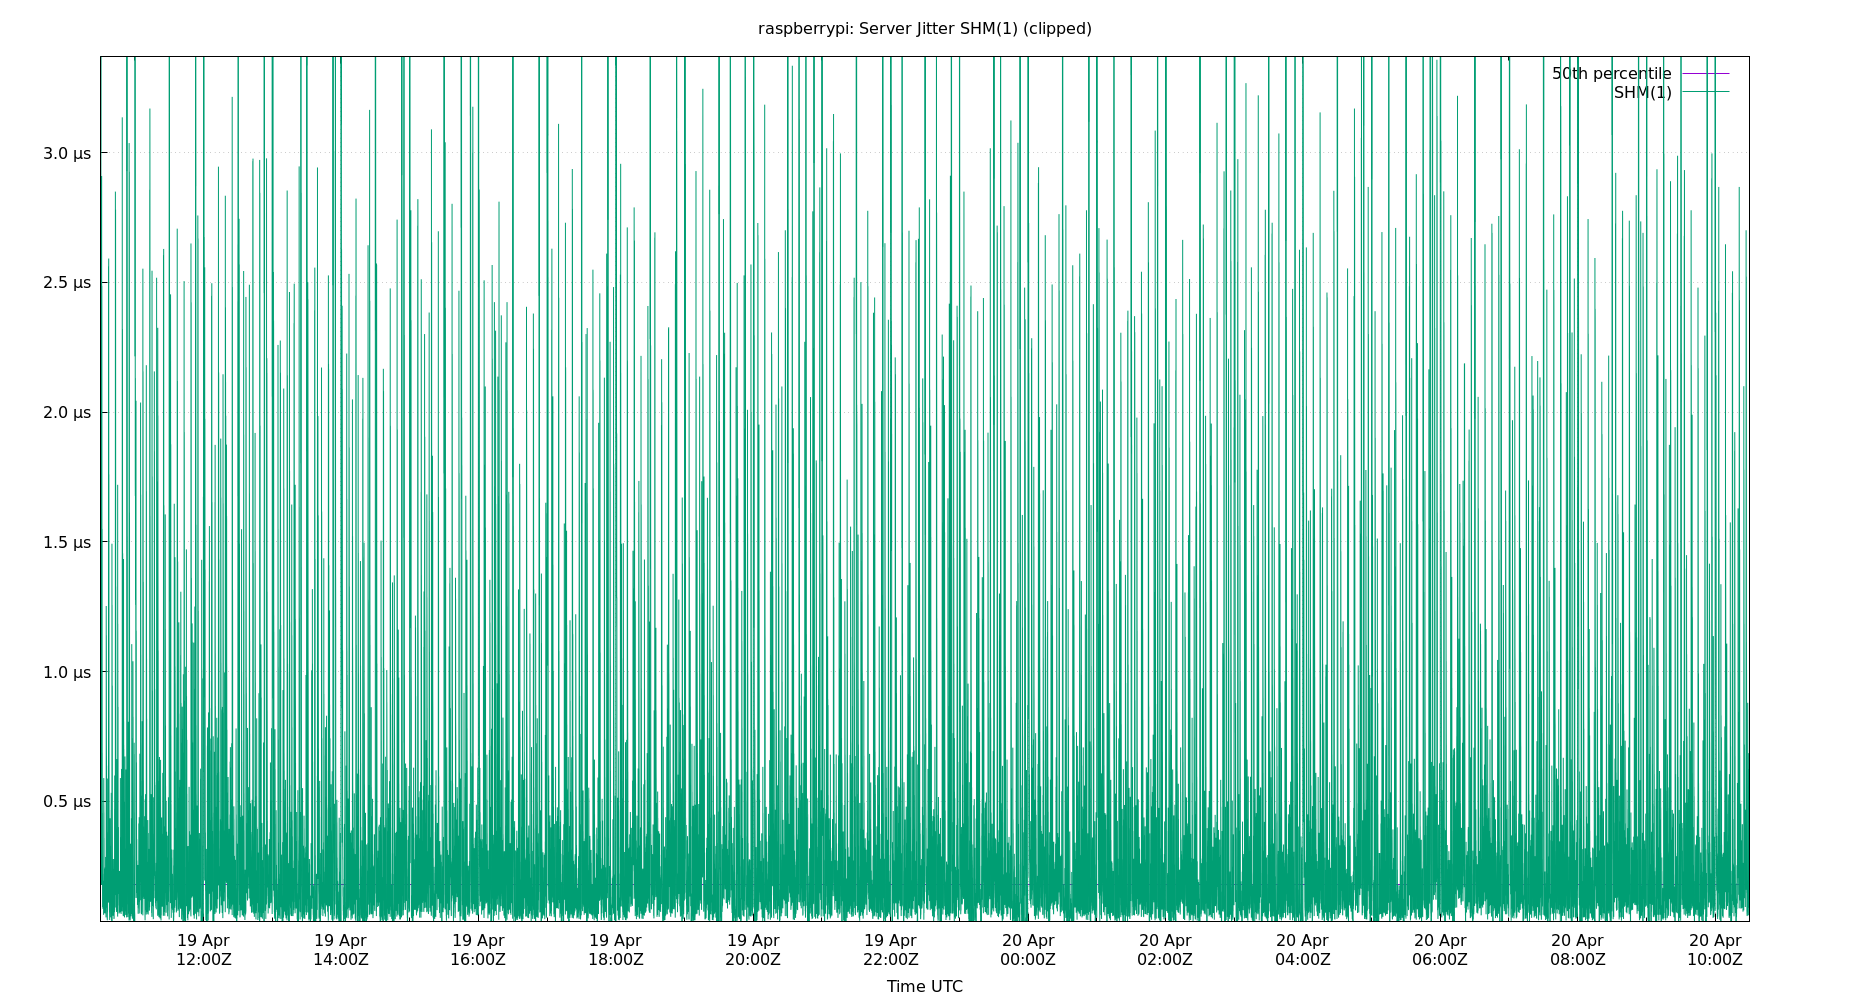 raspberrypi: Server Jitter SHM(1) (clipped)
50th percentile
SHM(1)
3.0 µs
2.5 µs
2.0 µs
1.5 µs
1.0 µs
0.5 µs
19 Apr 19 Apr 19 Apr 19 Apr 19 Apr 19 Apr 20 Apr 20 Apr 20 Apr 20 Apr 20 Apr 20 Apr
12:00Z 14:00Z 16:00Z 18:00Z 20:00Z 22:00Z 00:00Z 02:00Z 04:00Z 06:00Z 08:00Z 10:00Z
Time UTC